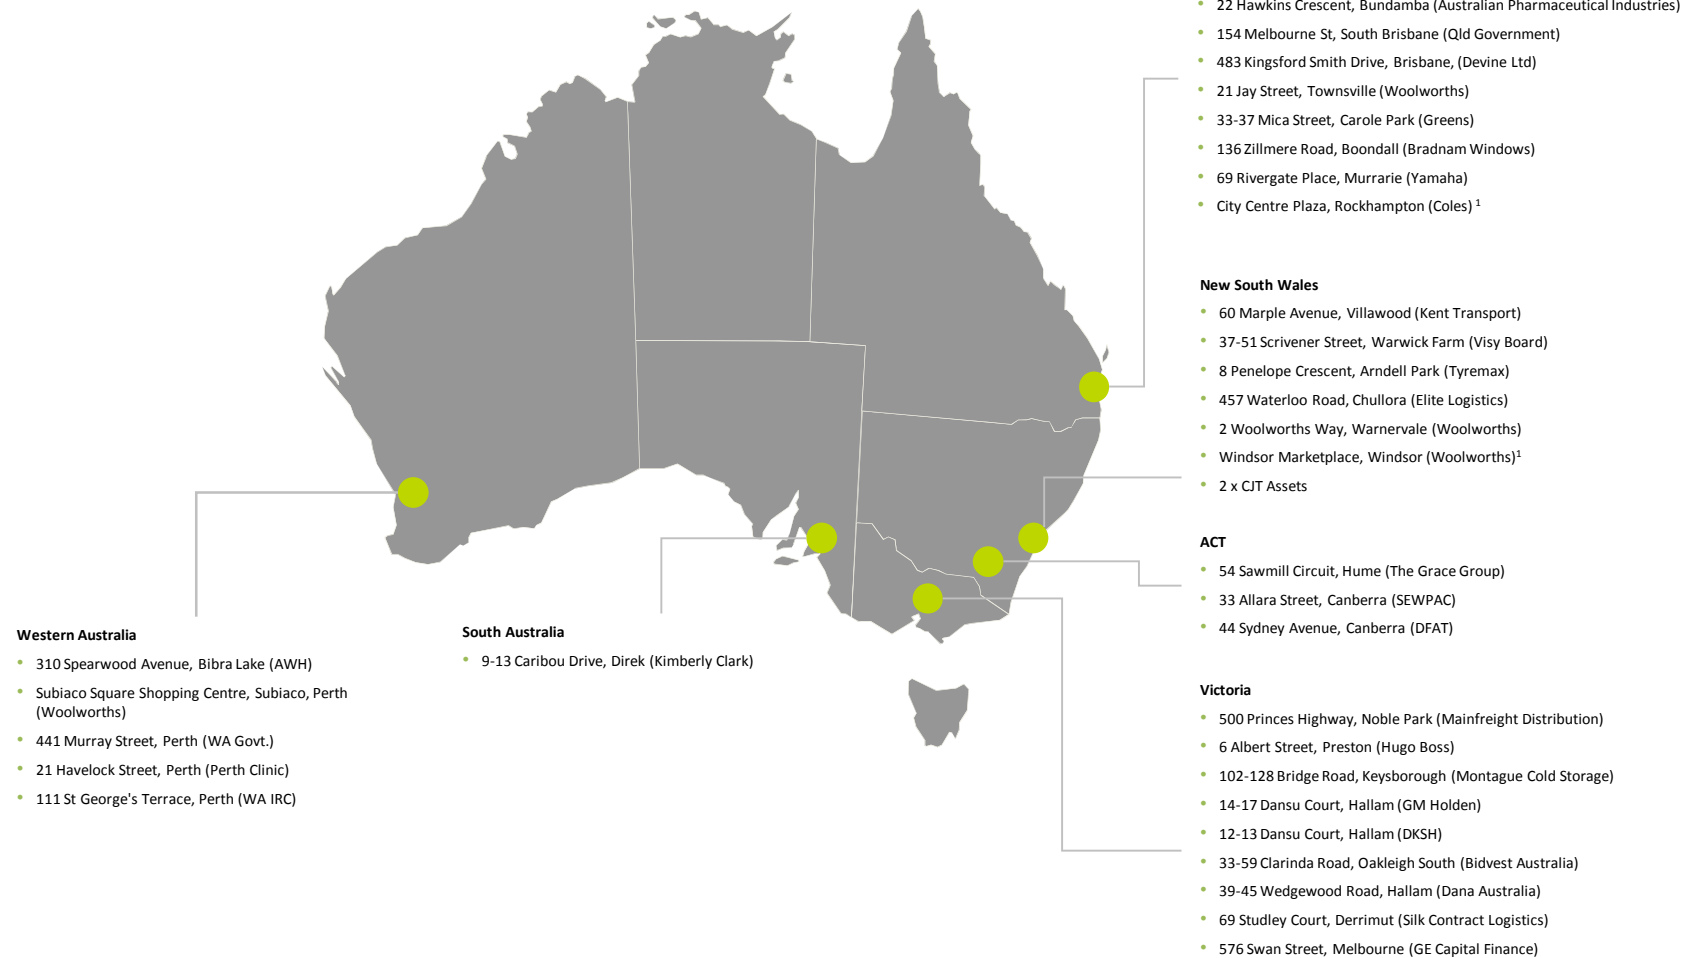 • 22 Hawkins Crescent, Bundamba (Australian Pharmaceutical Industries)
• 154 Melbourne St, South Brisbane (Qld Government)
• 483 Kingsford Smith Drive, Brisbane, (Devine Ltd)
• 21 Jay Street, Townsville (Woolworths)
• 33-37 Mica Street, Carole Park (Greens)
• 136 Zillmere Road, Boondall (Bradnam Windows)
• 69 Rivergate Place, Murrarie (Yamaha)
• City Centre Plaza, Rockhampton (Coles) 1
New South Wales
• 60 Marple Avenue, Villawood (Kent Transport)
• 37-51 Scrivener Street, Warwick Farm (Visy Board)
• 8 Penelope Crescent, Arndell Park (Tyremax)
• 457 Waterloo Road, Chullora (Elite Logistics)
• 2 Woolworths Way, Warnervale (Woolworths)
• Windsor Marketplace, Windsor (Woolworths)1
• 2 x CJT Assets
ACT
• 54 Sawmill Circuit, Hume (The Grace Group)
• 33 Allara Street, Canberra (SEWPAC)
• 44 Sydney Avenue, Canberra (DFAT)
Western Australia
• 310 Spearwood Avenue, Bibra Lake (AWH)
• Subiaco Square Shopping Centre, Subiaco, Perth
(Woolworths)
• 441 Murray Street, Perth (WA Govt.)
• 21 Havelock Street, Perth (Perth Clinic)
• 111 St George's Terrace, Perth (WA IRC)
South Australia
• 9-13 Caribou Drive, Direk (Kimberly Clark)
Victoria
• 500 Princes Highway, Noble Park (Mainfreight Distribution)
• 6 Albert Street, Preston (Hugo Boss)
• 102-128 Bridge Road, Keysborough (Montague Cold Storage)
• 14-17 Dansu Court, Hallam (GM Holden)
• 12-13 Dansu Court, Hallam (DKSH)
• 33-59 Clarinda Road, Oakleigh South (Bidvest Australia)
• 39-45 Wedgewood Road, Hallam (Dana Australia)
• 69 Studley Court, Derrimut (Silk Contract Logistics)
• 576 Swan Street, Melbourne (GE Capital Finance)